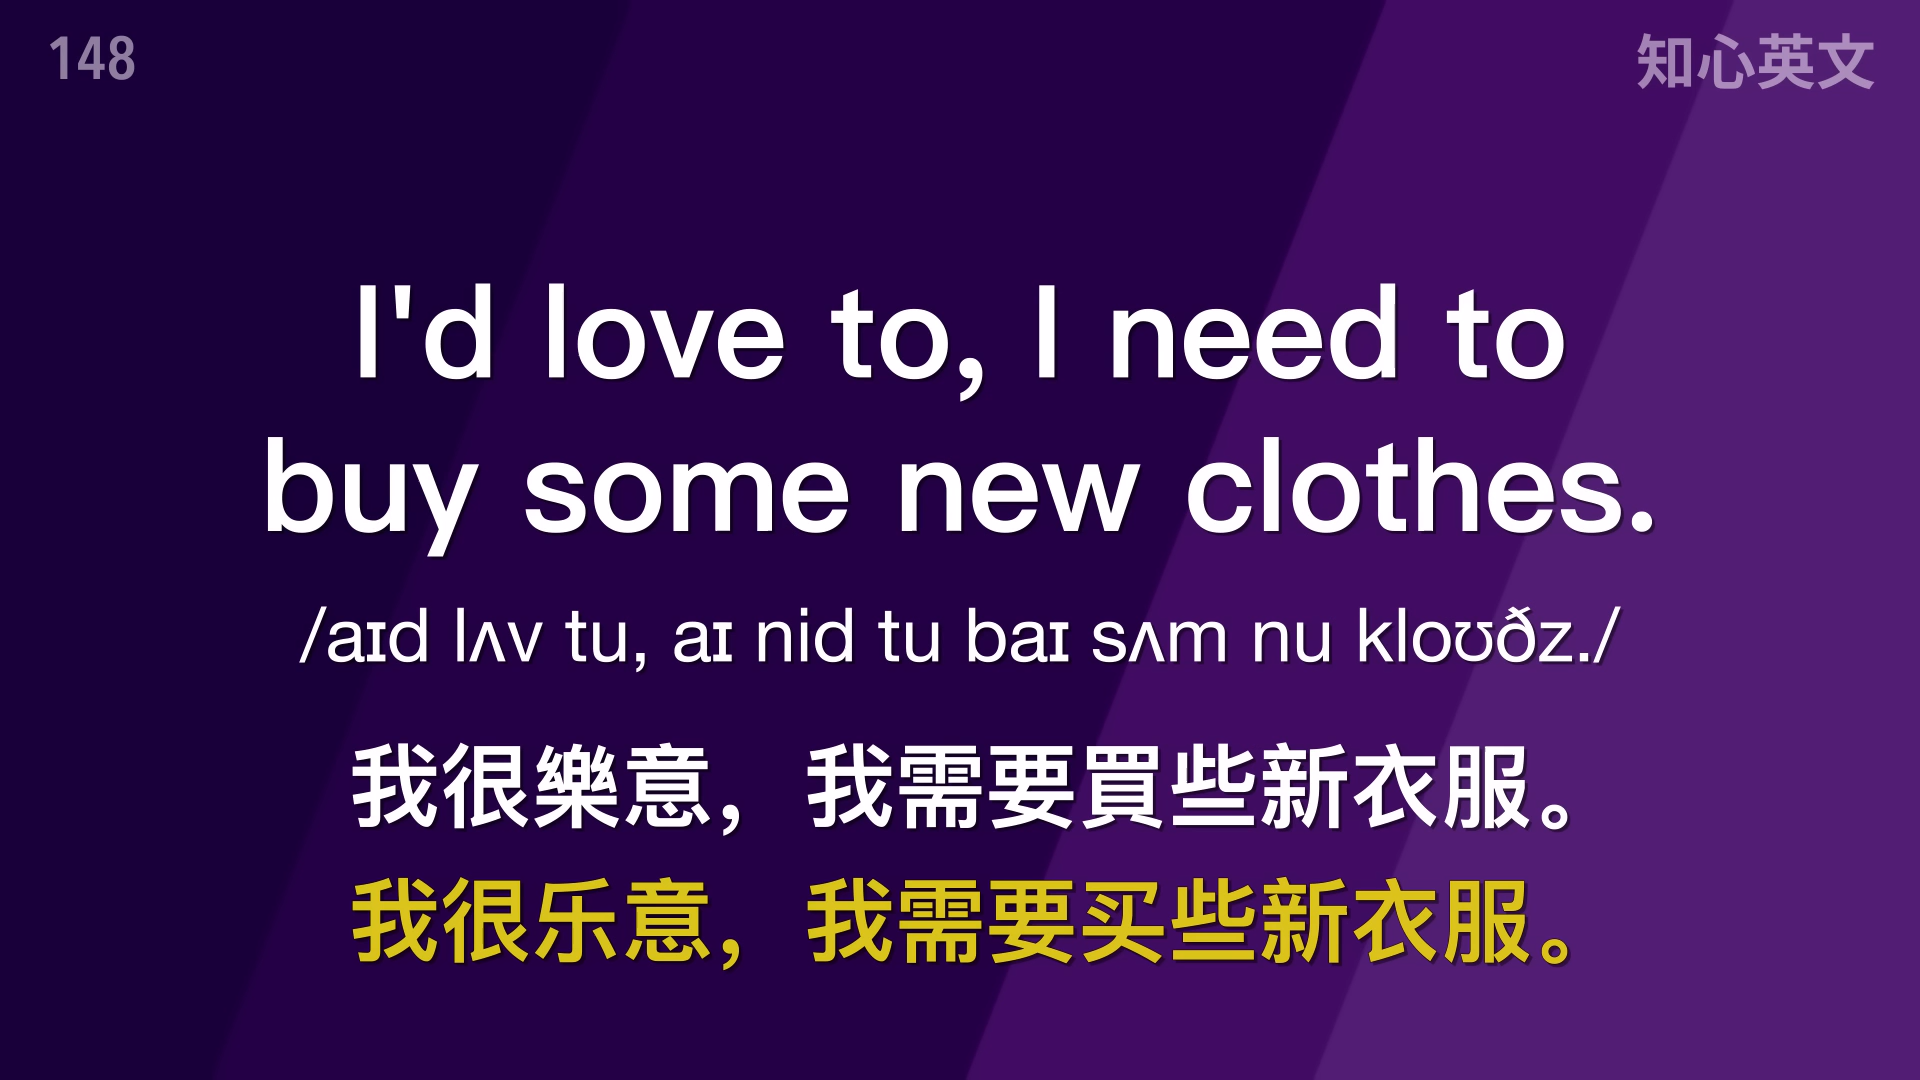 148
知心英文
I'd love to, I need to
buy some new clothes.
/aɪd lʌv tu, aɪ nid tu baɪ sʌm nu kloʊðz./
我很樂意，我需要買些新衣服。
我很乐意，我需要买些新衣服。